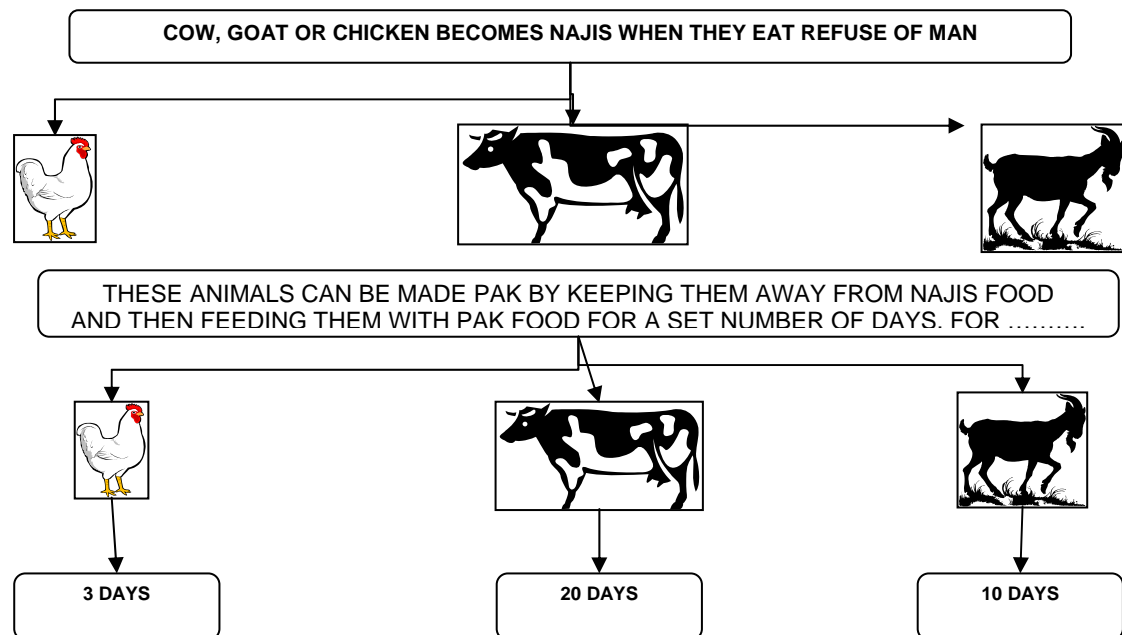 COW, GOAT OR CHICKEN BECOMES NAJIS WHEN THEY EAT REFUSE OF MAN
THESE ANIMALS CAN BE MADE PAK BY KEEPING THEM AWAY FROM NAJIS FOOD
AND THEN FEEDING THEM WITH PAK FOOD FOR A SET NUMBER OF DAYS. FOR ..........
3 DAYS
20 DAYS
10 DAYS